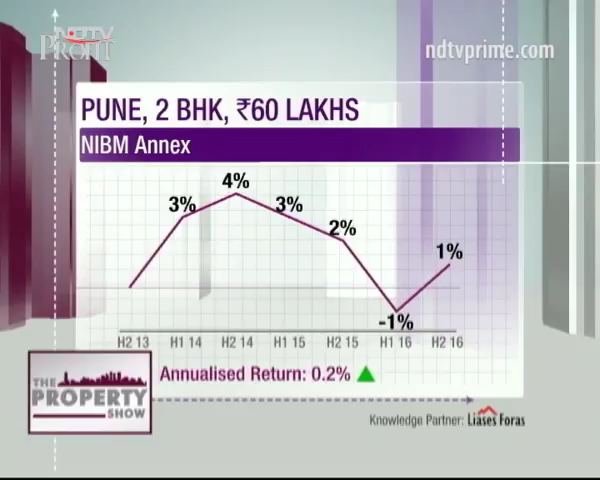 NDTV
PROFIT
ndtvprime.com
PUNE, 2 BHK, ₹60 LAKHS
NIBM Annex
3%
4%
3%
2%
-1%
1%
H2 13
H1 14
H2 14
H1 15
H2 15
H1 16
H2 16
Annualised Return: 0.2%
THE
PROPERTY
SHOW
Knowledge Partner: Liases Foras